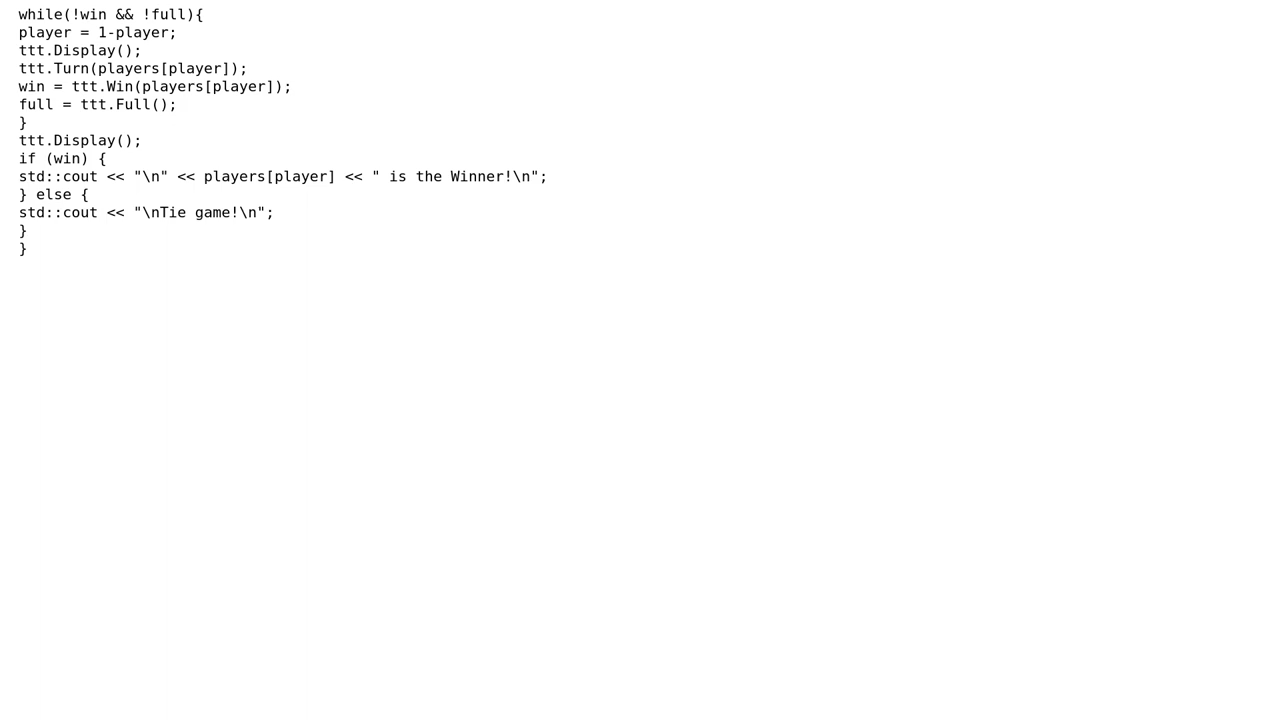 while(!win && !full){
player = 1-player;
ttt.Display();
ttt.Turn(players[player]);
win = ttt.Win(players[player]);
full = ttt.Full();
}
ttt.Display();
if (win) {
std::cout << "\n" << players[player] << " is the Winner!\n";
} else {
std::cout << "\nTie game!\n";
}
}